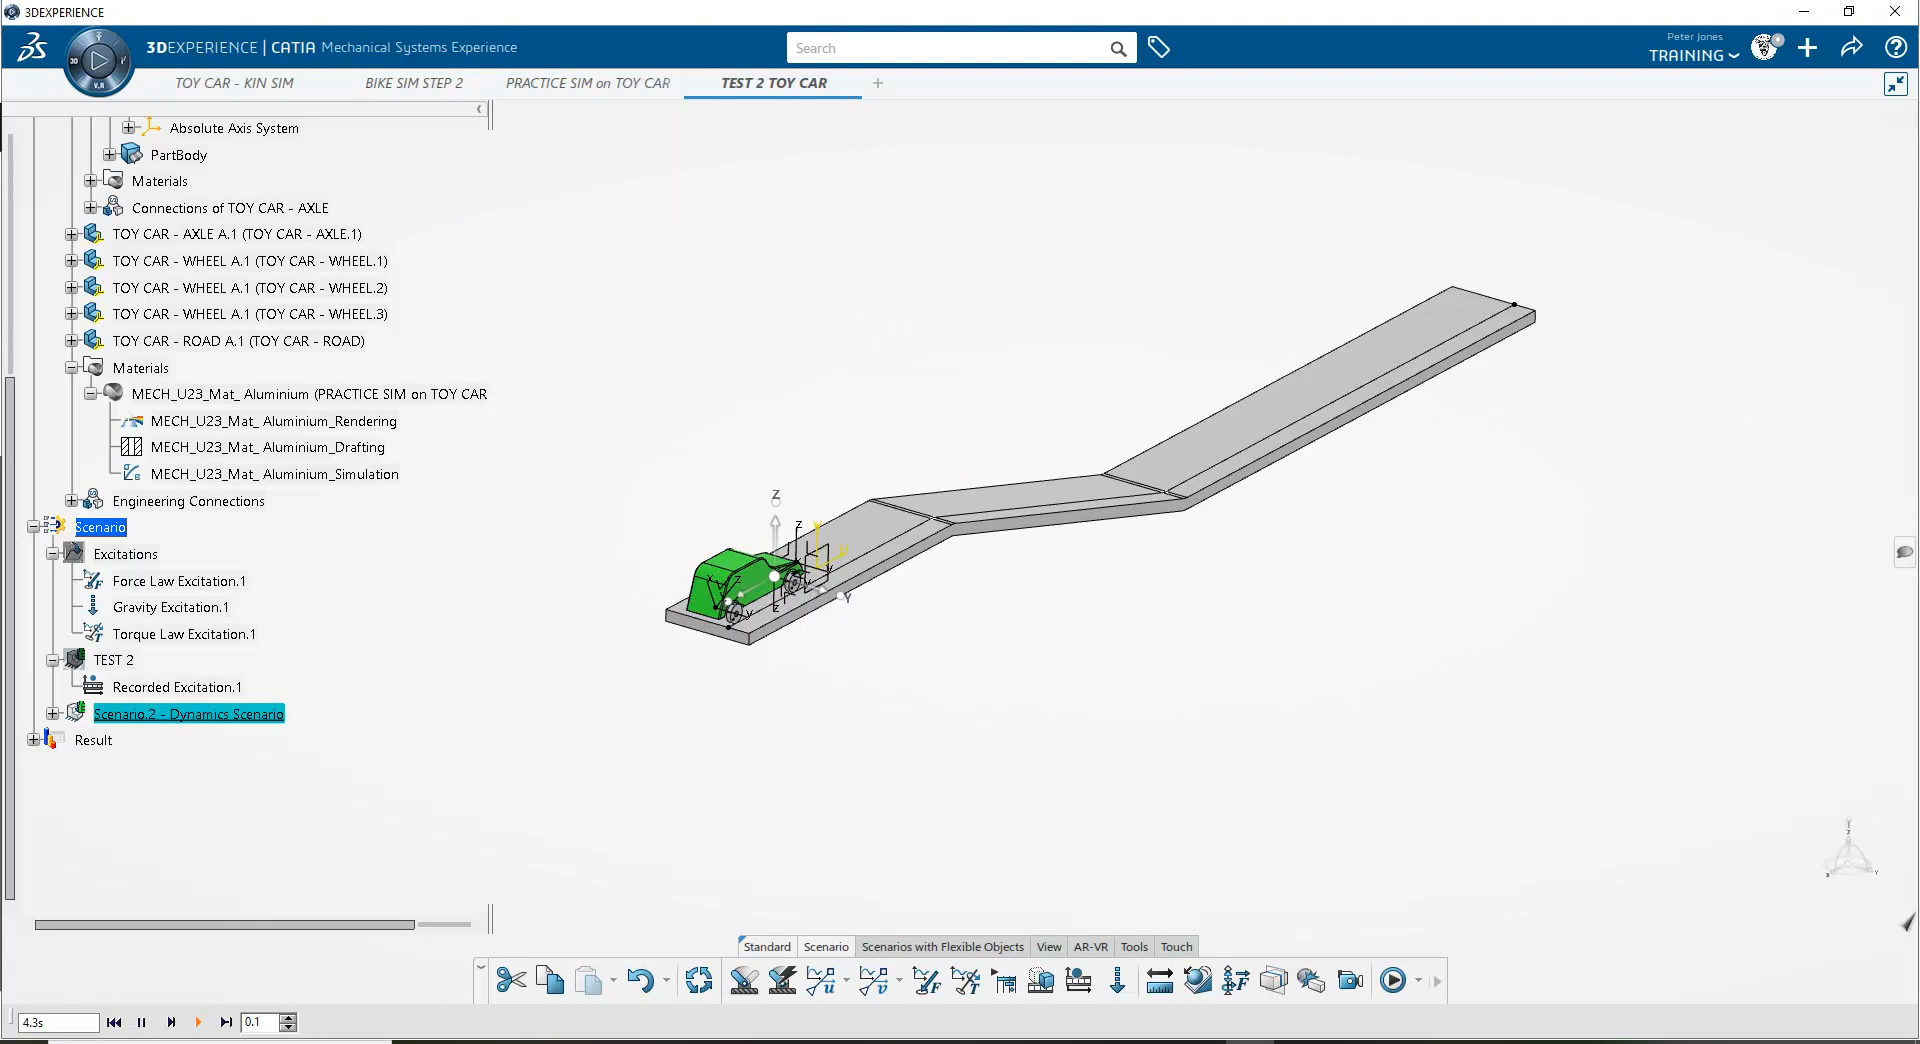 3DEXPERIENCE
3DEXPERIENCE | CATIA Mechanical Systems Experience
Search
Peter Jones
TRAINING
3D
V.R
TOY CAR - KIN SIM
BIKE SIM STEP 2
PRACTICE SIM on TOY CAR
TEST 2 TOY CAR
Absolute Axis System
PartBody
Materials
Connections of TOY CAR - AXLE
TOY CAR - AXLE A.1 (TOY CAR - AXLE.1)
TOY CAR - WHEEL A.1 (TOY CAR - WHEEL.1)
TOY CAR - WHEEL A.1 (TOY CAR - WHEEL.2)
TOY CAR - WHEEL A.1 (TOY CAR - WHEEL.3)
TOY CAR - ROAD A.1 (TOY CAR - ROAD)
Materials
MECH_U23_Mat_ Aluminium (PRACTICE SIM on TOY CAR
MECH_U23_Mat_ Aluminium_Rendering
MECH_U23_Mat_ Aluminium_Drafting
MECH_U23_Mat_ Aluminium_Simulation
Engineering Connections
Scenario
Excitations
Force Law Excitation.1
Gravity Excitation.1
Torque Law Excitation.1
TEST 2
Recorded Excitation.1
Scenario.2 - Dynamics Scenario
Result
Z
Z
Z
Z
Y
Standard
Scenario
Scenarios with Flexible Objects
View
AR-VR
Tools
Touch
4.3s
0.1